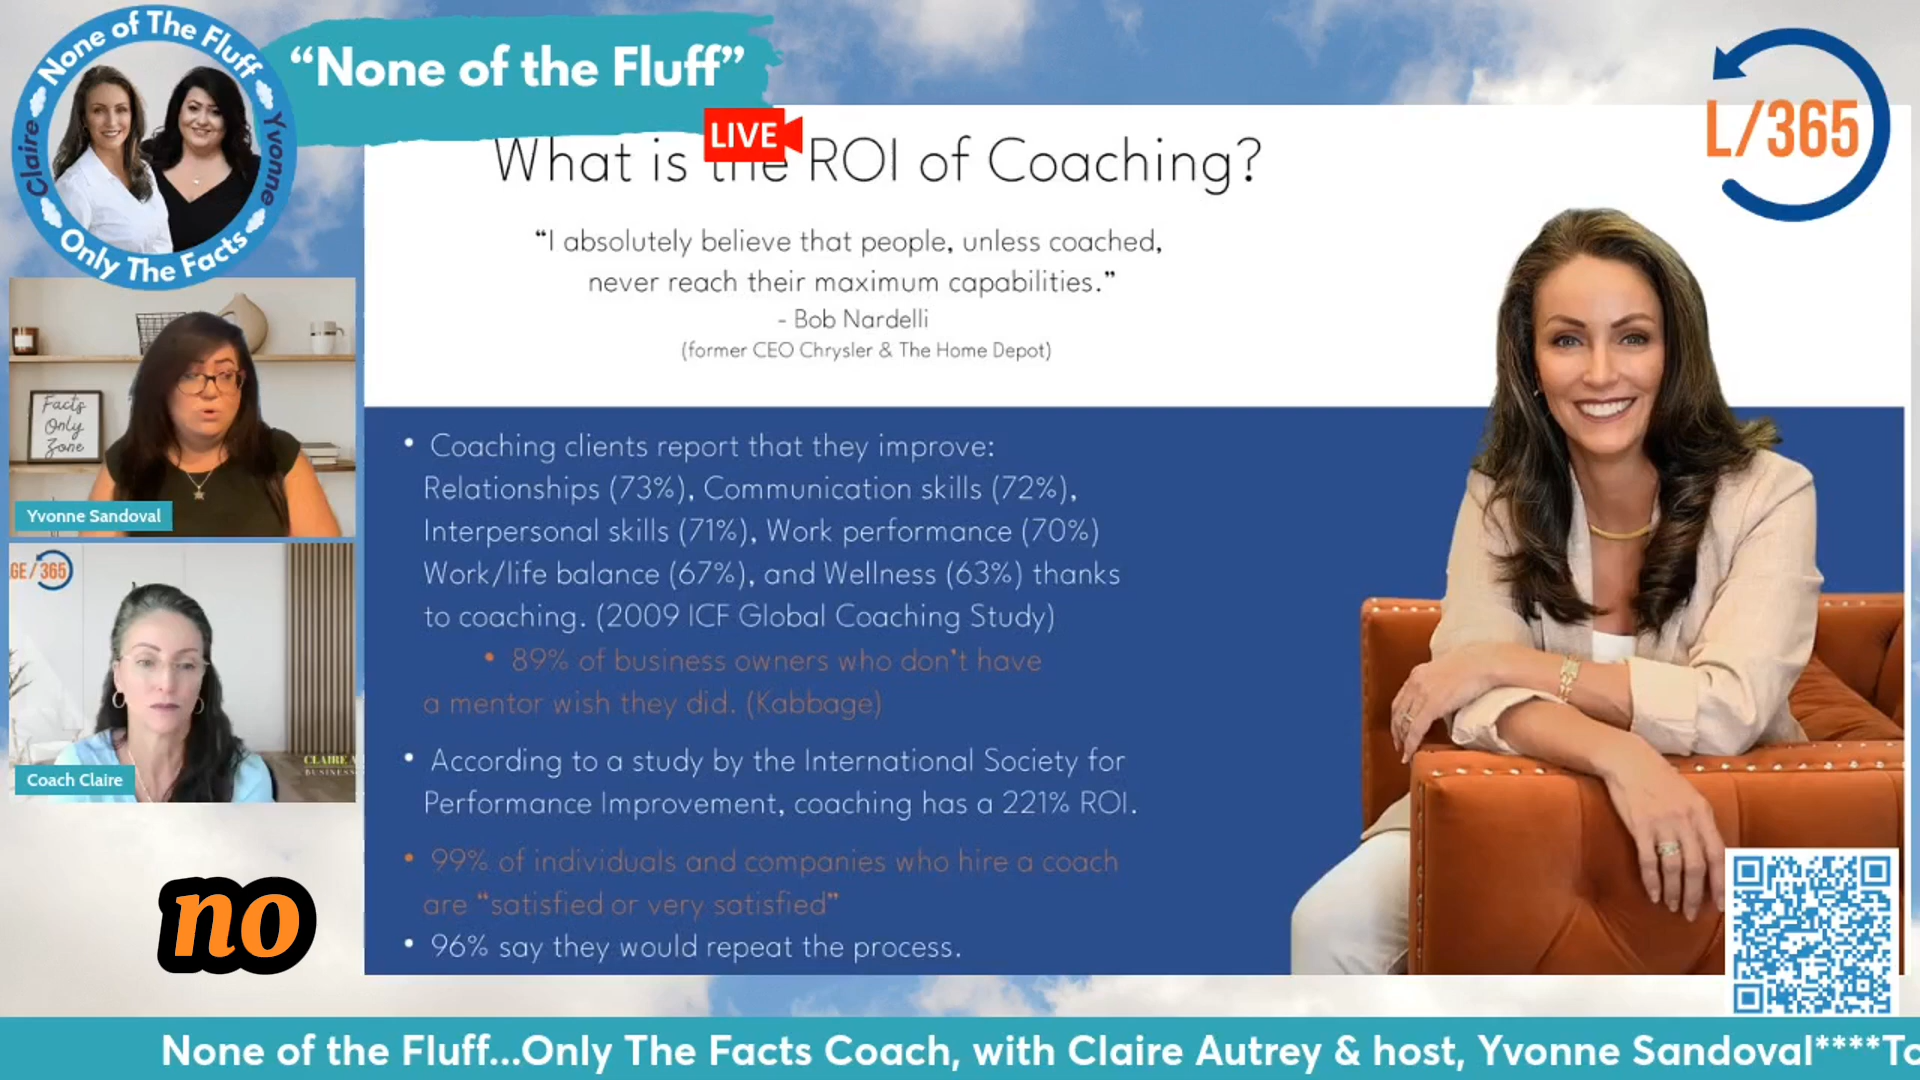 None of The Fluff
Claire
Yvonne
Only The Facts
“None of the Fluff”
LIVE
L/365
What is the ROI of Coaching?
“I absolutely believe that people, unless coached,
never reach their maximum capabilities.”
- Bob Nardelli
(former CEO Chrysler & The Home Depot)
Facts
Only
Zone
Yvonne Sandoval
GE/365
CLAIRE A
BUSINESS
Coach Claire
• Coaching clients report that they improve:
Relationships (73%), Communication skills (72%),
Interpersonal skills (71%), Work performance (70%)
Work/life balance (67%), and Wellness (63%) thanks
to coaching. (2009 ICF Global Coaching Study)
• 89% of business owners who don’t have
a mentor wish they did. (Kabbage)
• According to a study by the International Society for
Performance Improvement, coaching has a 221% ROI.
• 99% of individuals and companies who hire a coach
are “satisfied or very satisfied”
• 96% say they would repeat the process.
no
None of the Fluff...Only The Facts Coach, with Claire Autrey & host, Yvonne Sandoval****To